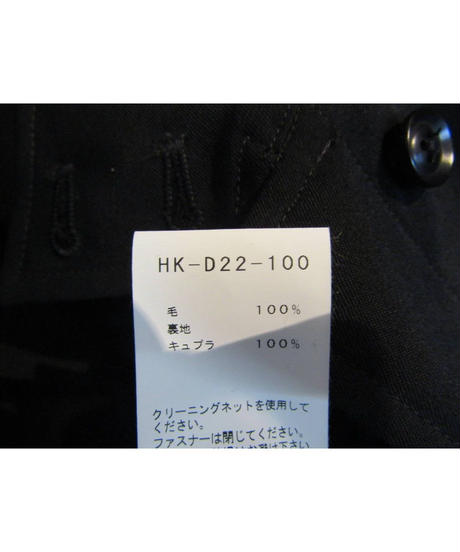 HK-D22-100
毛 100%
裏地
キュプラ 100%
クリーニングネットを使用して
ください。
ファスナーは閉じてください。